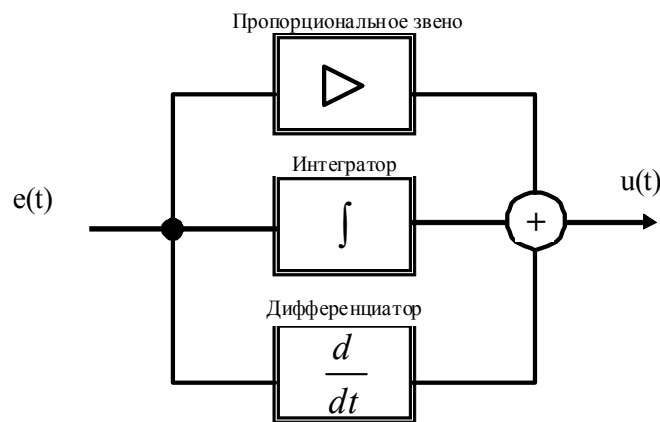 Пропорциональное звено
Интегратор
e(t)
∫
u(t)
+
Дифференциатор
d
dt